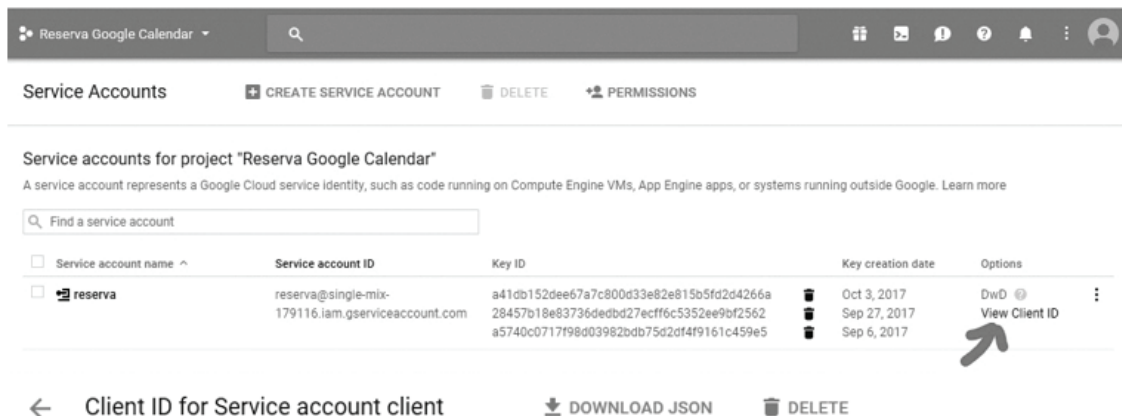 Reserva Google Calendar
Service Accounts CREATE SERVICE ACCOUNT DELETE PERMISSIONS
Service accounts for project "Reserva Google Calendar"
A service account represents a Google Cloud service identity, such as code running on Compute Engine VMs, App Engine apps, or systems running outside Google. Learn more
Find a service account
Service account name Service account ID Key ID Key creation date Options
reserva reserva@single-mix- a41db152dee67a7c800d33e82e815b5fd2d4266a Oct 3, 2017 DwD
179116.iam.gserviceaccount.com 28457b18e83736dedbd27ecff6c5352ee9bf2562 Sep 27, 2017 View Client ID
a5740c0717f98d03982bdb75d2df4f9161c459e5 Sep 6, 2017
Client ID for Service account client DOWNLOAD JSON DELETE